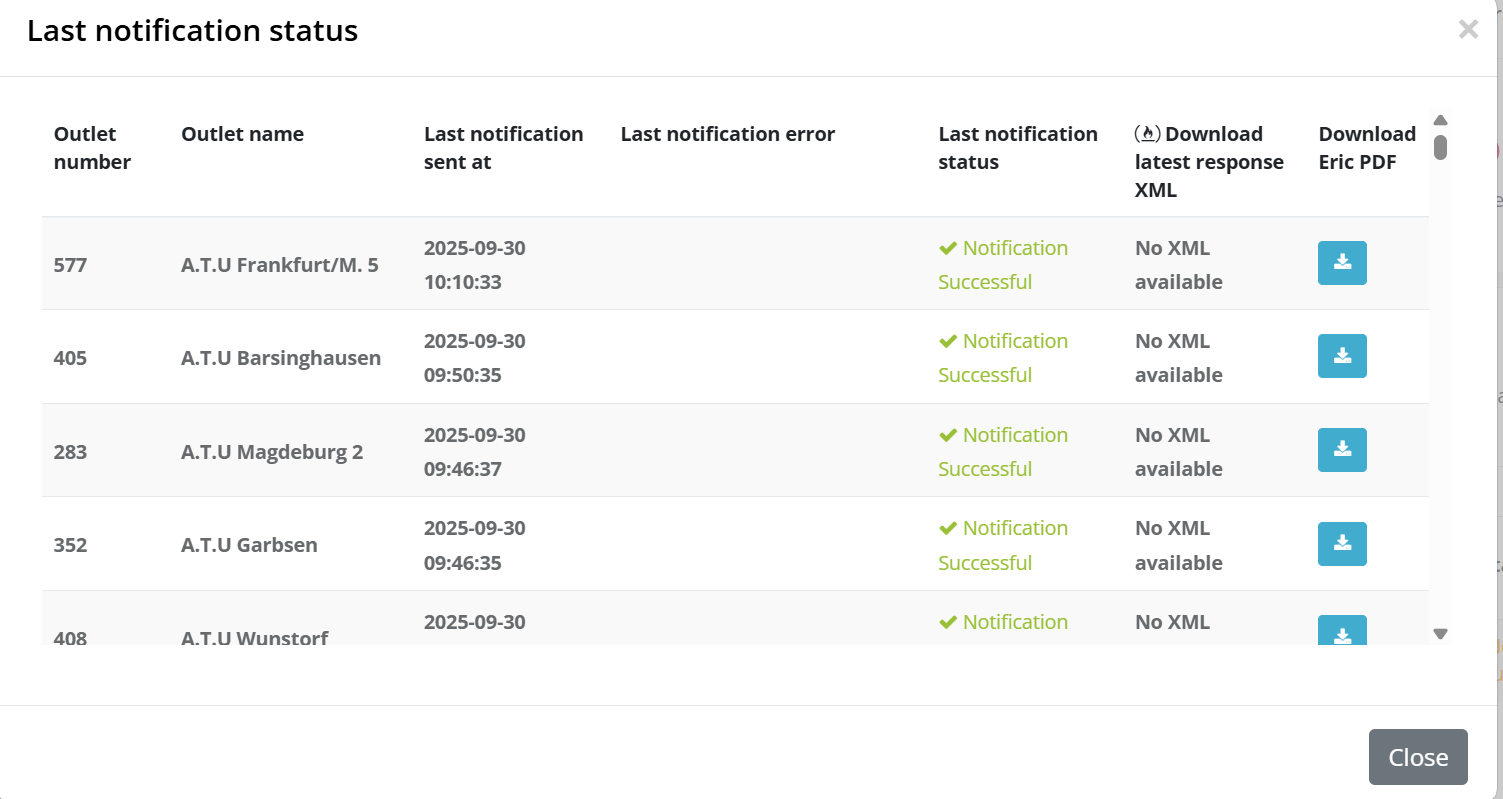 Last notification status
Outlet number
Outlet name
Last notification sent at
Last notification error
Last notification status
Download latest response XML
Download Eric PDF
577
A.T.U Frankfurt/M. 5
2025-09-30 10:10:33
Notification Successful
No XML available
405
A.T.U Barsinghausen
2025-09-30 09:50:35
Notification Successful
No XML available
283
A.T.U Magdeburg 2
2025-09-30 09:46:37
Notification Successful
No XML available
352
A.T.U Garbsen
2025-09-30 09:46:35
Notification Successful
No XML available
408
A.T.U Wunstorf
2025-09-30
Notification
No XML
Close